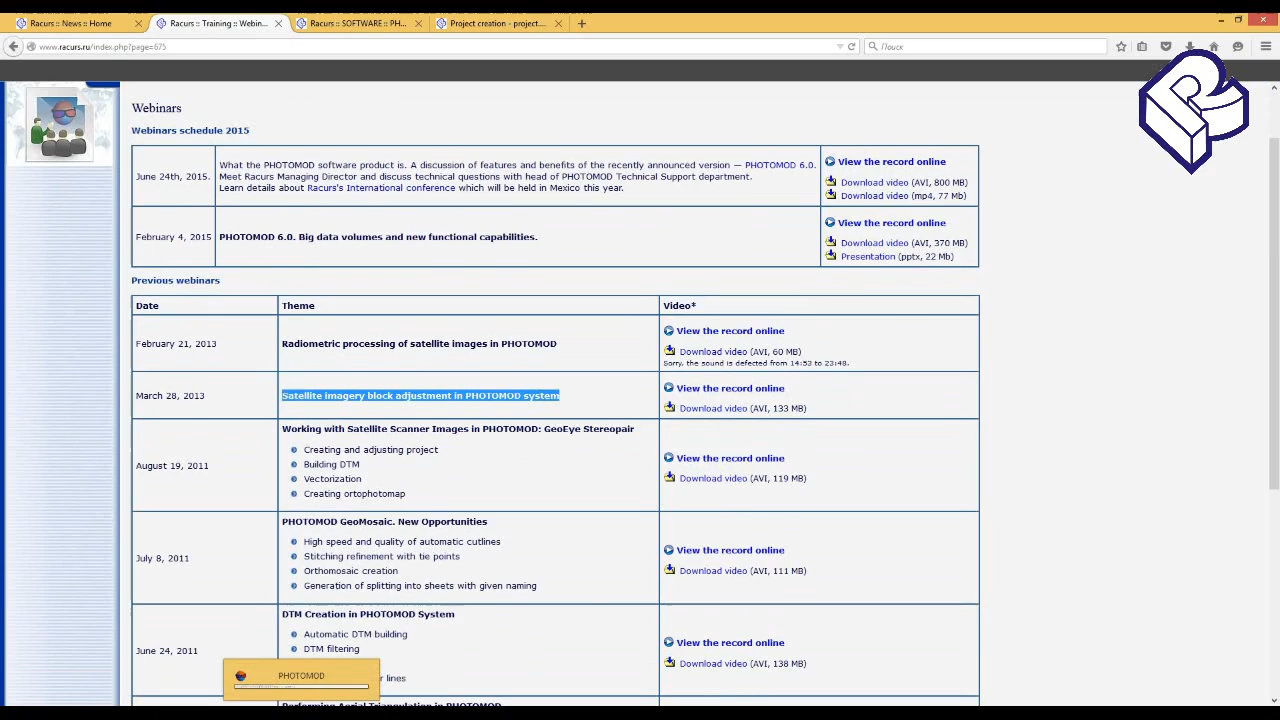 Racurs :: News :: Home
Racurs :: Training :: Webin...
Racurs :: SOFTWARE :: PH...
Project creation - project....
www.racurs.ru/index.php?page=675
Поиск
Webinars
Webinars schedule 2015
June 24th, 2015.
What the PHOTOMOD software product is. A discussion of features and benefits of the recently announced version — PHOTOMOD 6.0.
Meet Racurs Managing Director and discuss technical questions with head of PHOTOMOD Technical Support department.
Learn details about Racurs's International conference which will be held in Mexico this year.
View the record online
Download video (AVI, 800 MB)
Download video (mp4, 77 Mb)
February 4, 2015
PHOTOMOD 6.0. Big data volumes and new functional capabilities.
View the record online
Download video (AVI, 370 MB)
Presentation (pptx, 22 Mb)
Previous webinars
Date
Theme
Video*
February 21, 2013
Radiometric processing of satellite images in PHOTOMOD
View the record online
Download video (AVI, 60 MB)
Sorry, the sound is defected from 14:53 to 23:48.
March 28, 2013
Satellite imagery block adjustment in PHOTOMOD system
View the record online
Download video (AVI, 133 MB)
August 19, 2011
Working with Satellite Scanner Images in PHOTOMOD: GeoEye Stereopair
Creating and adjusting project
Building DTM
Vectorization
Creating ortophotomap
View the record online
Download video (AVI, 119 MB)
July 8, 2011
PHOTOMOD GeoMosaic. New Opportunities
High speed and quality of automatic cutlines
Stitching refinement with tie points
Orthomosaic creation
Generation of splitting into sheets with given naming
View the record online
Download video (AVI, 111 MB)
June 24, 2011
DTM Creation in PHOTOMOD System
Automatic DTM building
DTM filtering
r lines
View the record online
Download video (AVI, 138 MB)
PHOTOMOD
Performing Aerial Triangulation in PHOTOMOD